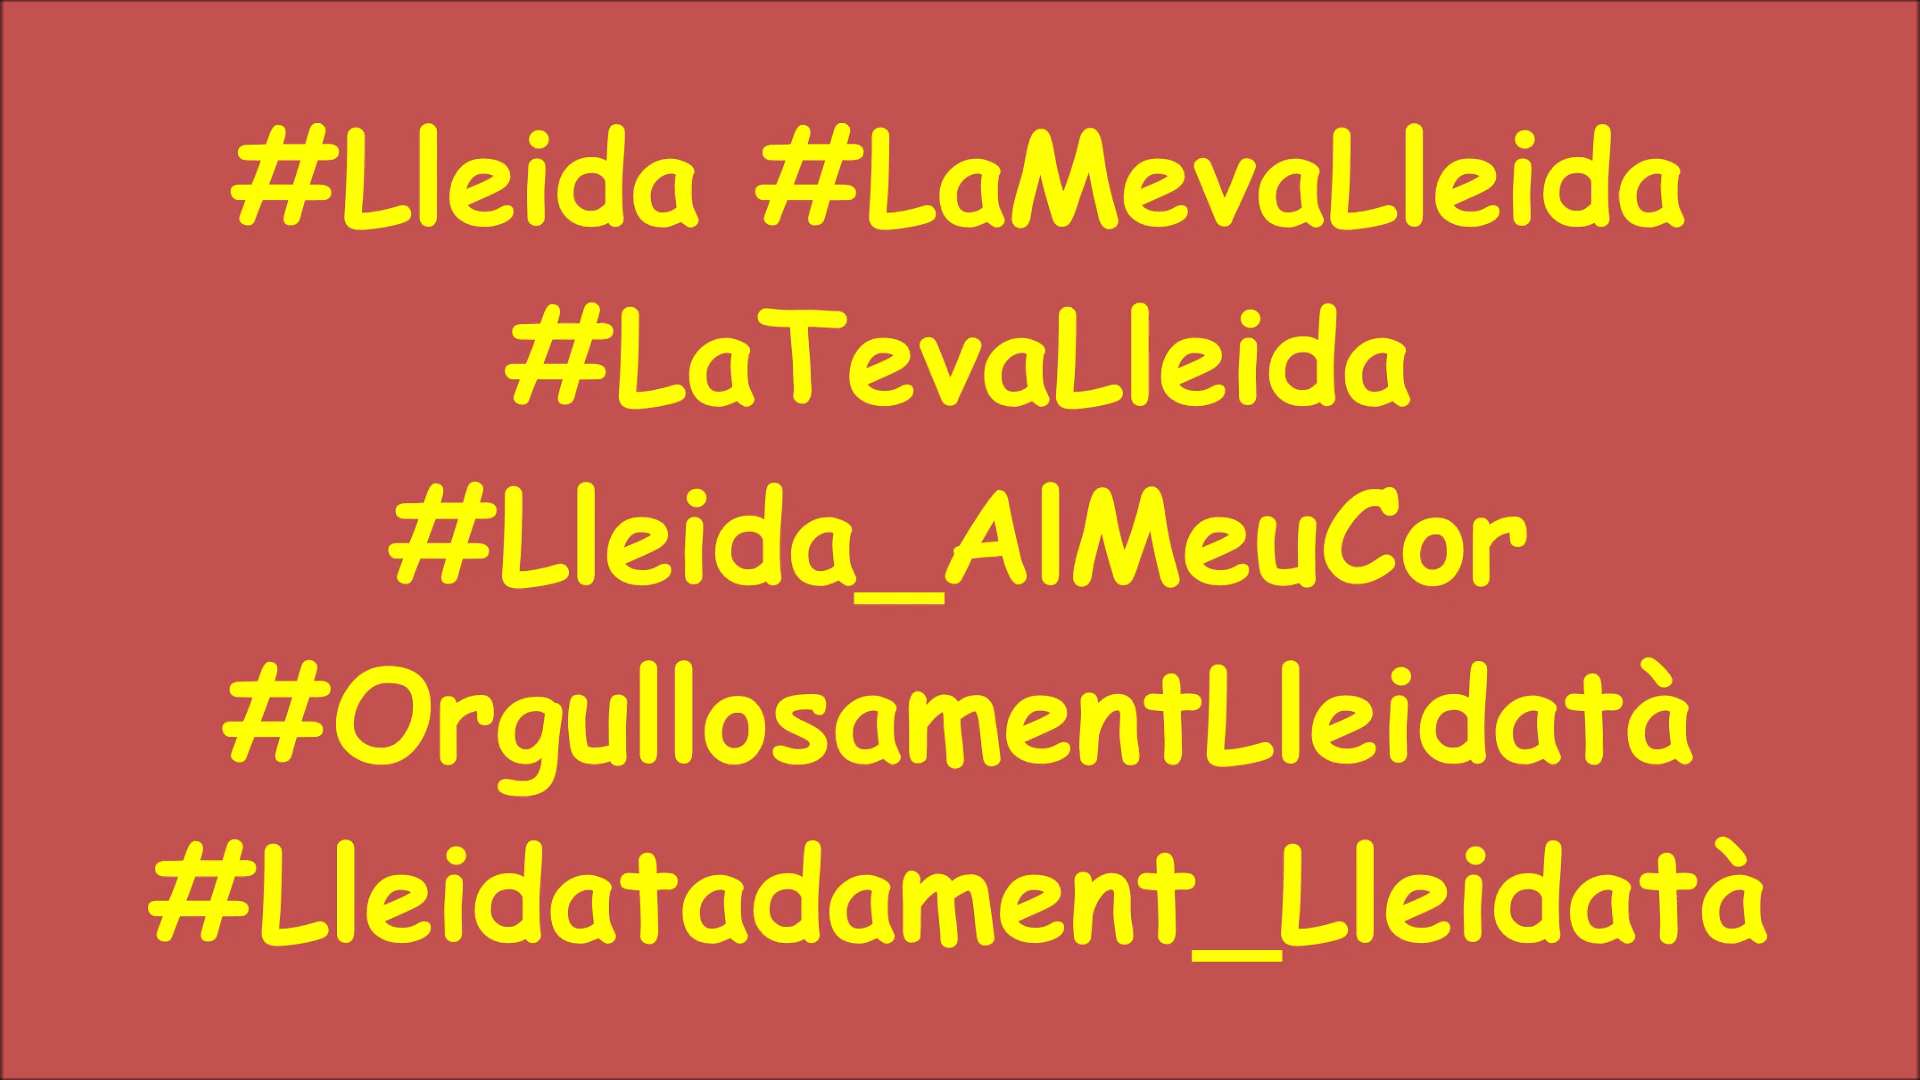 #Lleida #LaMevaLleida
#LaTevaLleida
#Lleida_AlMeuCor
#OrgullosamentLleidatà
#Lleidatadament_Lleidatà